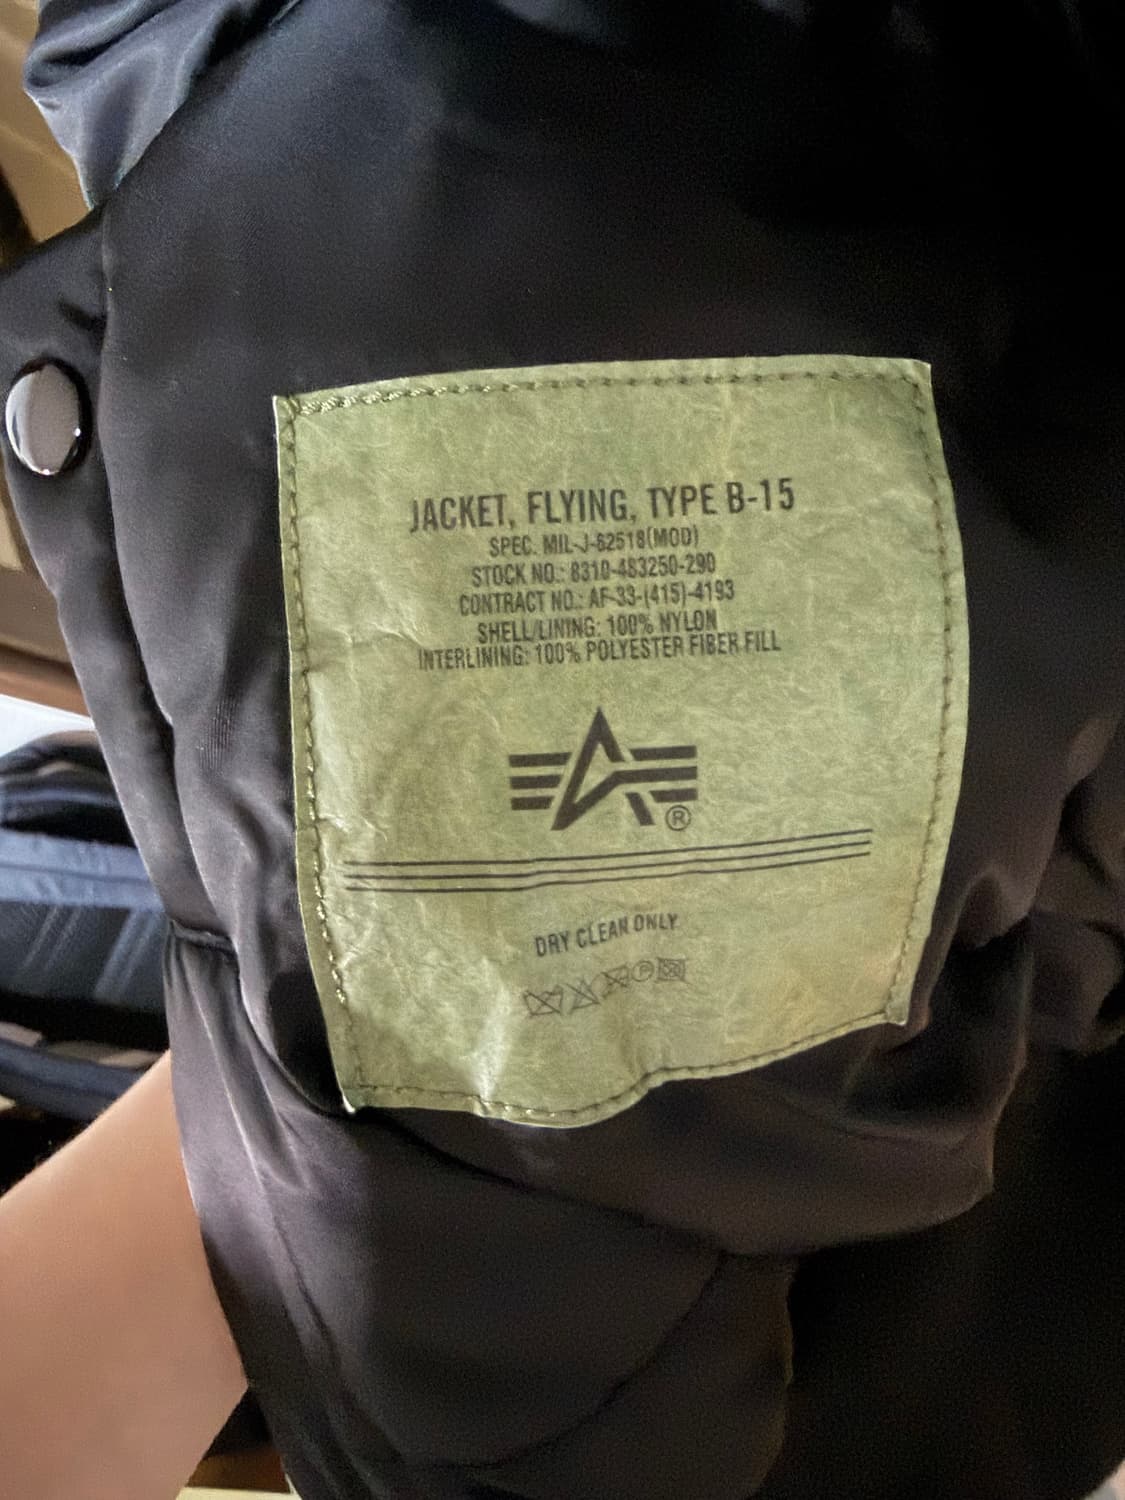 JACKET, FLYING, TYPE B-15
SPEC. MIL-J-82518(MOD)
STOCK NO.: 8310-483250-290
CONTRACT NO.: AF-33-(415)-4193
SHELL/LINING: 100% NYLON
INTERLINING: 100% POLYESTER FIBER FILL
®
DRY CLEAN ONLY
P